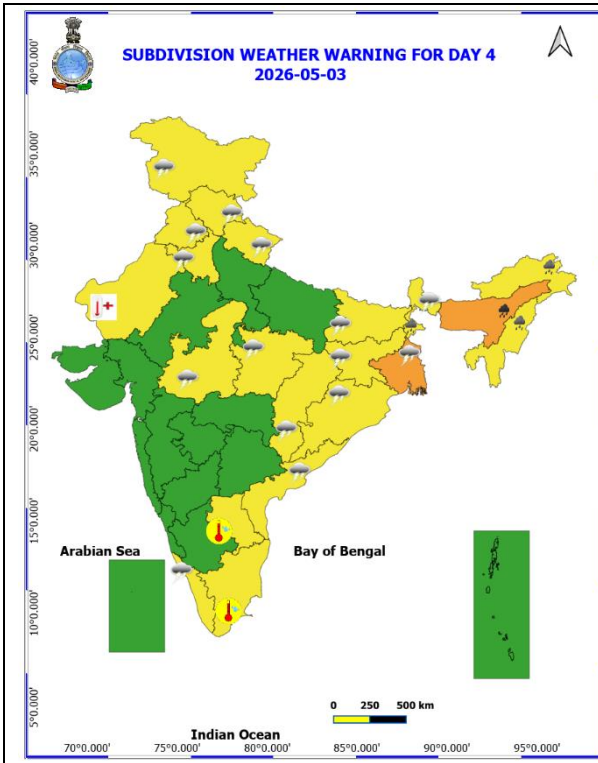 SUBDIVISION WEATHER WARNING FOR DAY 4
2026-05-03
40°0.000'
35°0.000'
30°0.000'
25°0.000'
20°0.000'
15°0.000'
10°0.000'
5°0.000'
Arabian Sea
Bay of Bengal
0 250 500 km
Indian Ocean
70°0.000' 75°0.000' 80°0.000' 85°0.000' 90°0.000' 95°0.000'